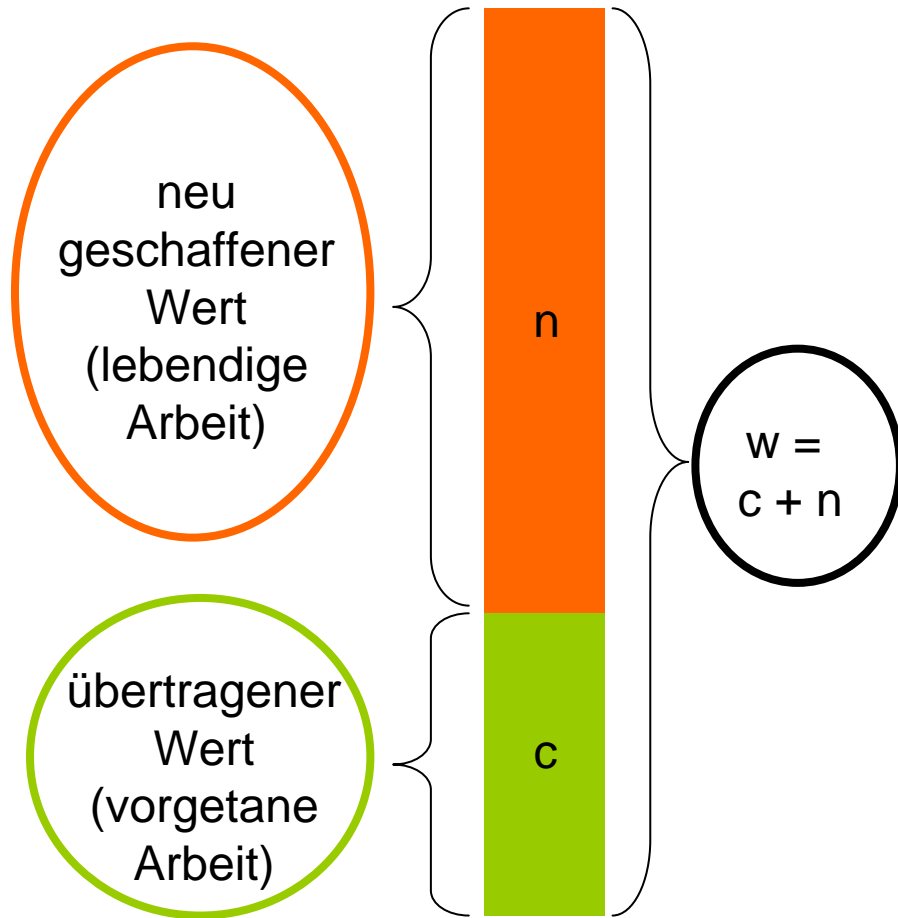 neu
geschaffener
Wert
(lebendige
Arbeit)
n
w =
c + n
übertragener
Wert
(vorgetane
Arbeit)
c